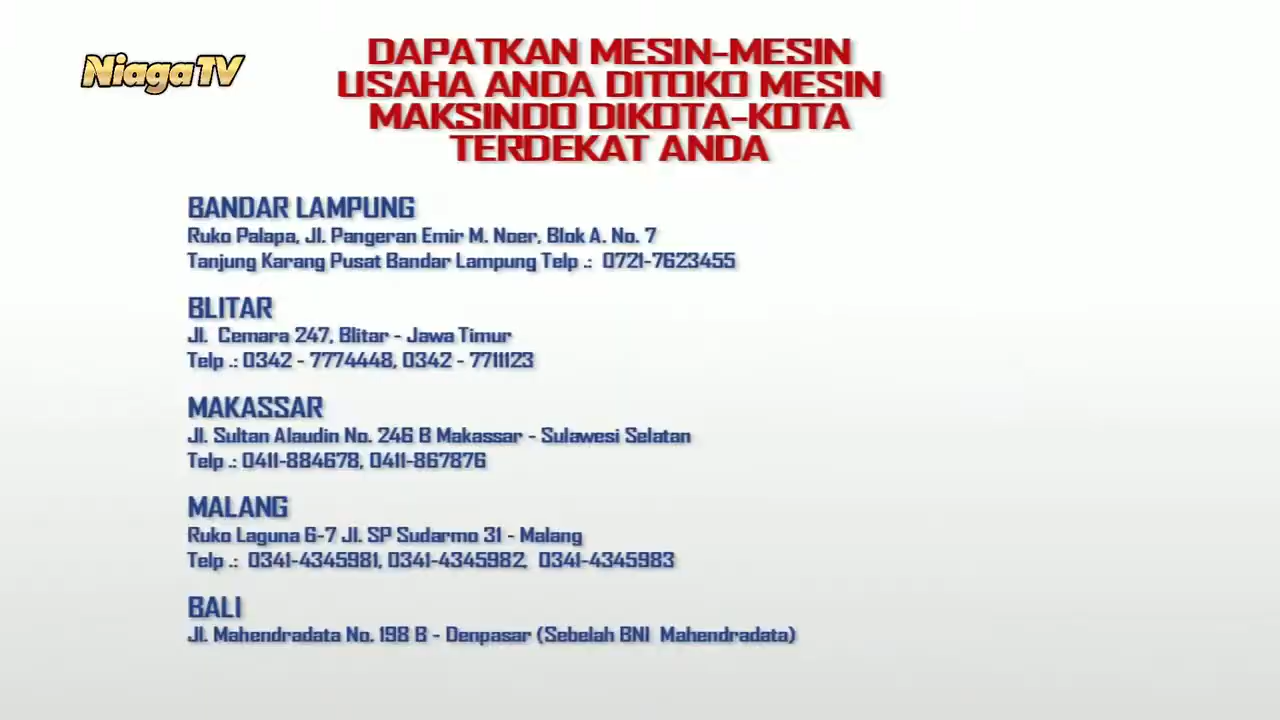 NiagaTV
DAPATKAN MESIN-MESIN
USAHA ANDA DITOKO MESIN
MAKSINDO DIKOTA-KOTA
TERDEKAT ANDA
BANDAR LAMPUNG
Ruko Palapa, Jl. Pangeran Emir M. Noer, Blok A. No. 7
Tanjung Karang Pusat Bandar Lampung Telp .: 0721-7623455
BLITAR
Jl. Cemara 247, Blitar - Jawa Timur
Telp .: 0342 - 7774448, 0342 - 7711123
MAKASSAR
Jl. Sultan Alaudin No. 246 B Makassar - Sulawesi Selatan
Telp .: 0411-884678, 0411-867876
MALANG
Ruko Laguna 6-7 Jl. SP Sudarmo 31 - Malang
Telp .: 0341-4345981, 0341-4345982, 0341-4345983
BALI
Jl. Mahendradata No. 198 B - Denpasar (Sebelah BNI Mahendradata)